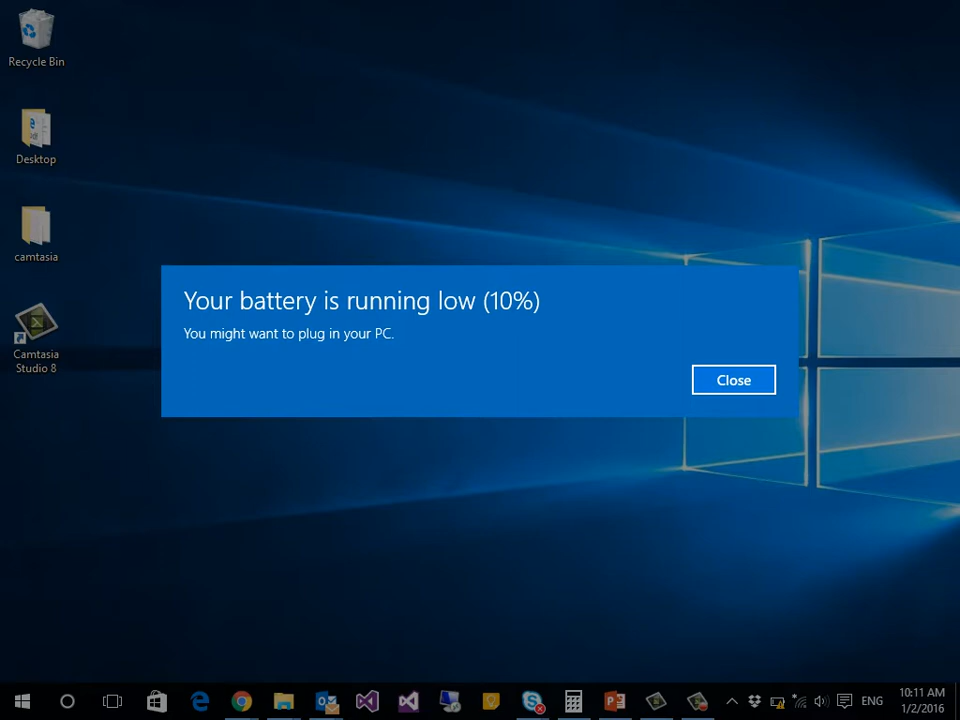 Recycle Bin
Desktop
camtasia
Camtasia
Studio 8
Your battery is running low (10%)
You might want to plug in your PC.
Close
ENG
10:11 AM
1/2/2016